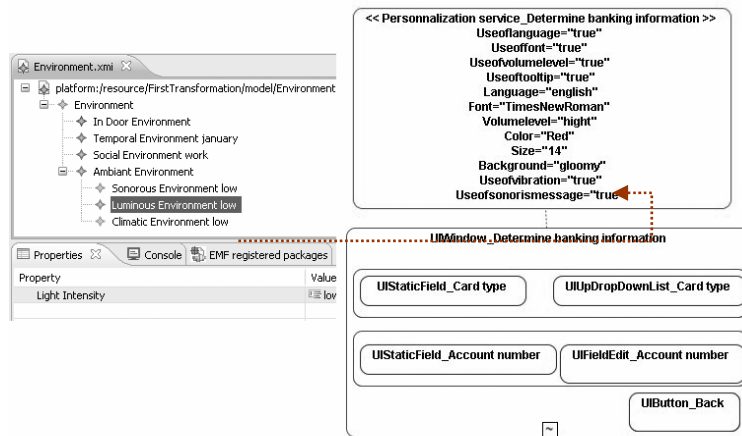 Environment.xmi
platform:/resource/FirstTransformation/model/Environment
Environment
In Door Environment
Temporal Environment january
Social Environment work
Ambiant Environment
Sonorous Environment low
Luminous Environment low
Climatic Environment low
Properties
Console
EMF registered packages
Property Value
Light Intensity low
<< Personnalization service_Determine banking information >>
Useoflanguage="true"
Useoffont="true"
Useofvolumelevel="true"
Useoftooltip="true"
Language="english"
Font="TimesNewRoman"
Volumelevel="hight"
Color="Red"
Size="14"
Background="gloomy"
Useofvibration="true"
Useofsonorismessage="true"
UIWindow_Determine banking information
UIStaticField_Card type
UIUpDropDownList_Card type
UIStaticField_Account number
UIFieldEdit_Account number
UIButton_Back
~